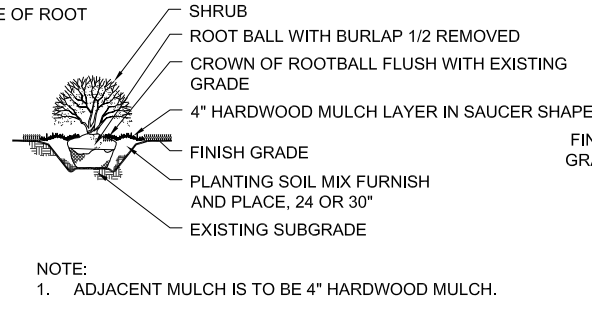 E OF ROOT
SHRUB
ROOT BALL WITH BURLAP 1/2 REMOVED
CROWN OF ROOTBALL FLUSH WITH EXISTING
GRADE
4" HARDWOOD MULCH LAYER IN SAUCER SHAPE
FINISH GRADE
PLANTING SOIL MIX FURNISH
AND PLACE, 24 OR 30"
EXISTING SUBGRADE
FIN
GRA
NOTE:
1. ADJACENT MULCH IS TO BE 4" HARDWOOD MULCH.